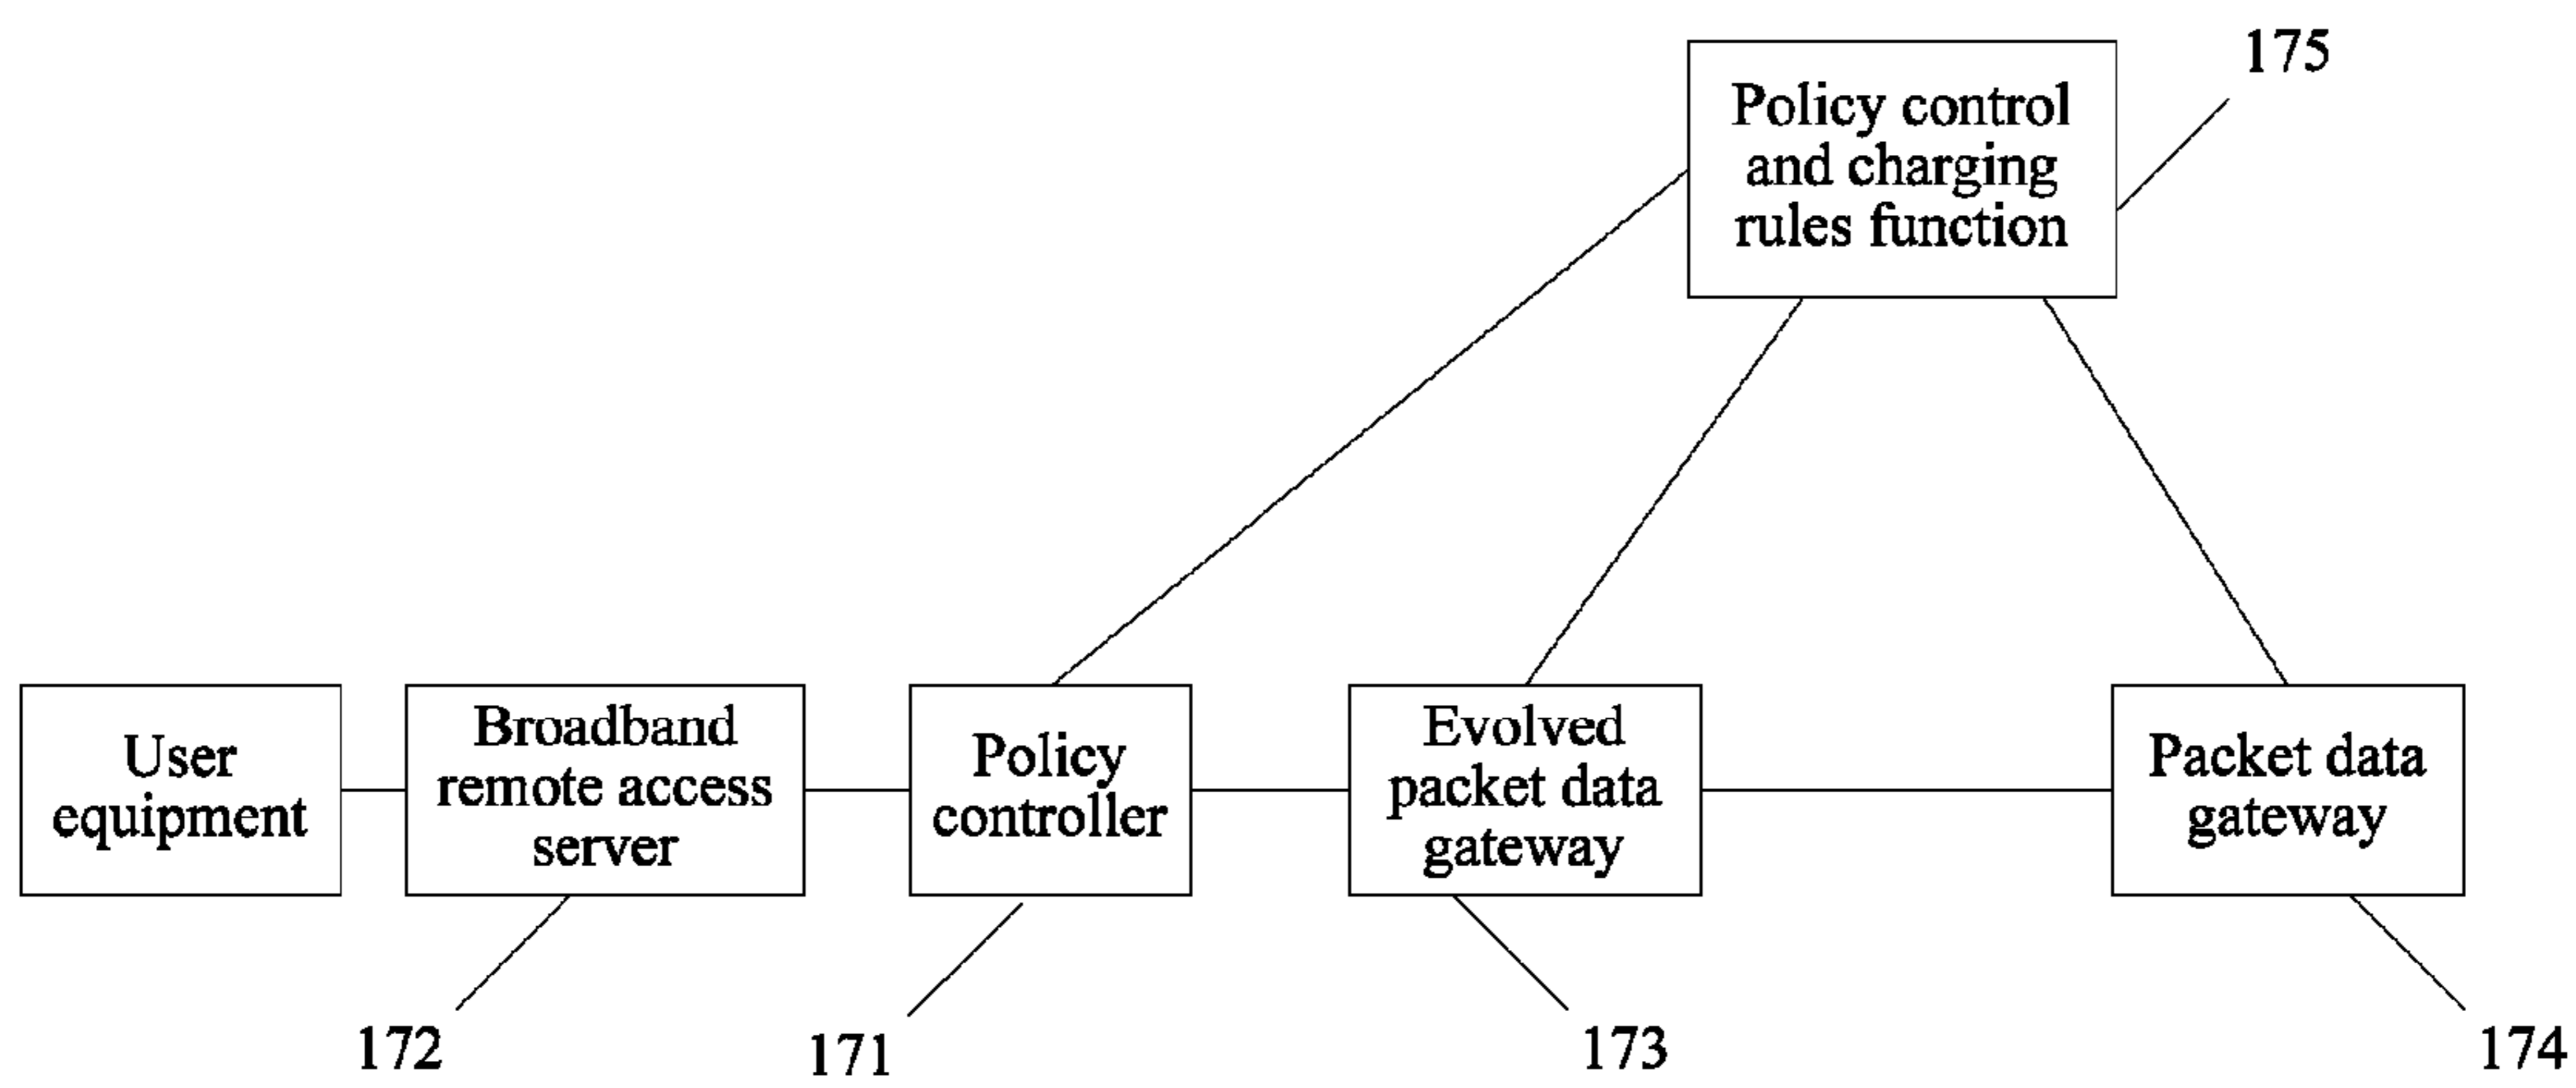 175
Policy control
and charging
rules function
User
equipment
Broadband
remote access
server
Policy
controller
Evolved
packet data
gateway
Packet data
gateway
172
171
173
174